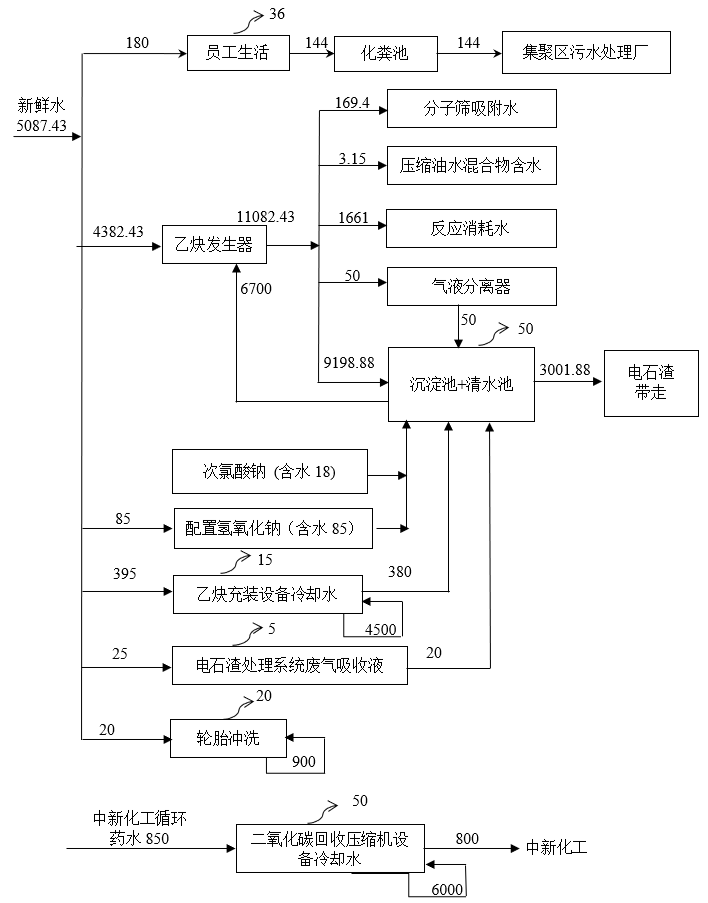 36
180
员工生活
144
化粪池
144
集聚区污水处理厂
新鲜水
5087.43
169.4
分子筛吸附水
3.15
压缩油水混合物含水
4382.43
乙炔发生器
11082.43
1661
反应消耗水
6700
50
气液分离器
50
50
9198.88
沉淀池+清水池
3001.88
电石渣
带走
次氯酸钠 (含水 18)
85
配置氢氧化钠（含水 85）
15
395
乙炔充装设备冷却水
380
4500
5
25
电石渣处理系统废气吸收液
20
20
20
轮胎冲洗
900
中新化工循环
药水 850
50
二氧化碳回收压缩机设
备冷却水
800
中新化工
6000